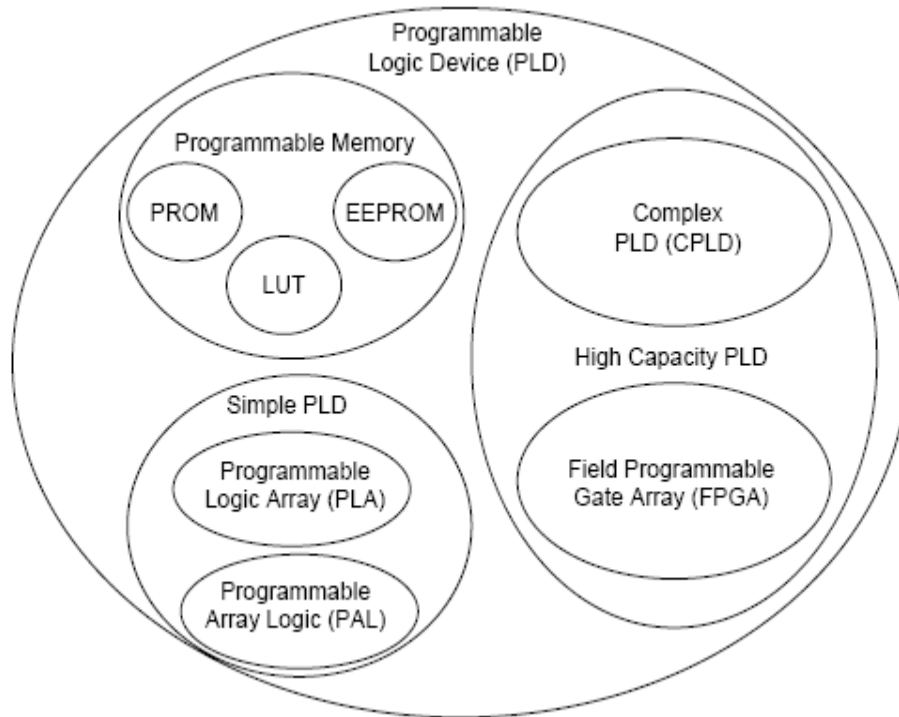 Programmable
Logic Device (PLD)
Programmable Memory
PROM
EEPROM
LUT
Simple PLD
Programmable
Logic Array (PLA)
Programmable
Array Logic (PAL)
Complex
PLD (CPLD)
High Capacity PLD
Field Programmable
Gate Array (FPGA)